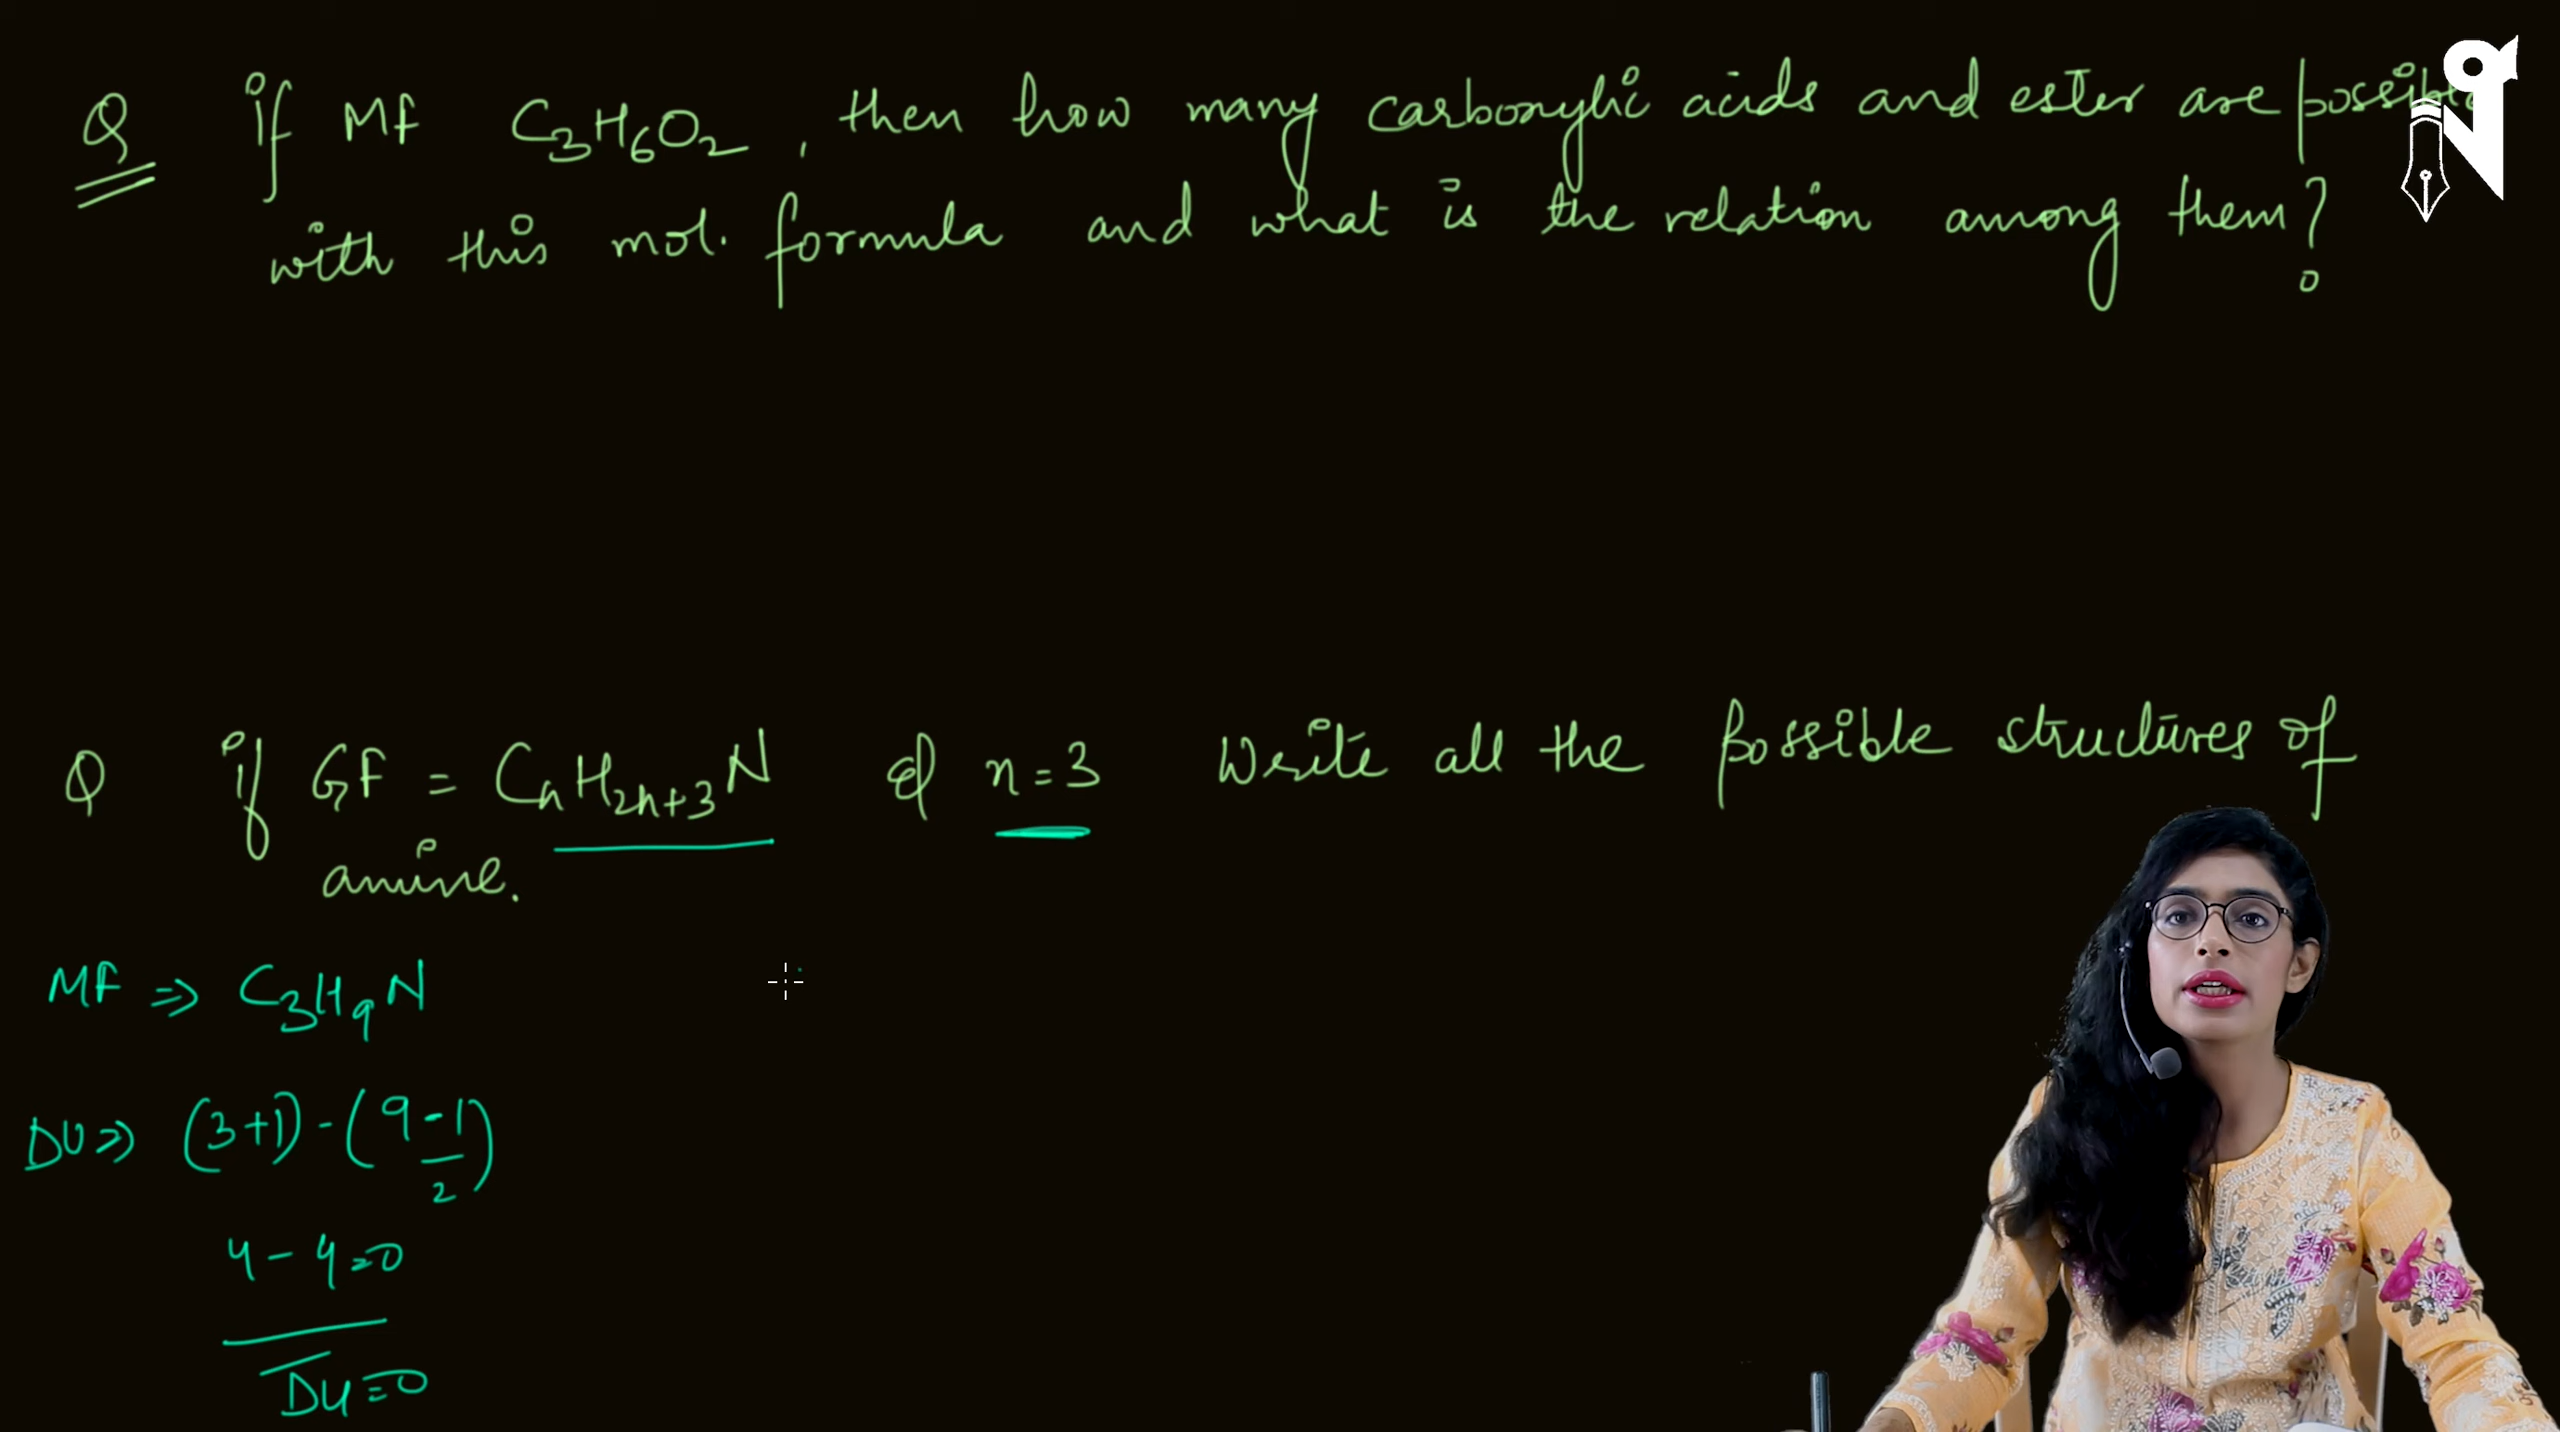 Q If MF C₃H₆O₂, then how many carboxylic acids and ester are possible
with this mol. formula and what is the relation among them?
Q if GF = CₙH₂ₙ₊₃N & n=3 Write all the possible structures of
amine.
MF ⇒ C₃H₉N
DU ⇒ (3+1) - (9-1/2)
4 - 4 = 0
DU = 0